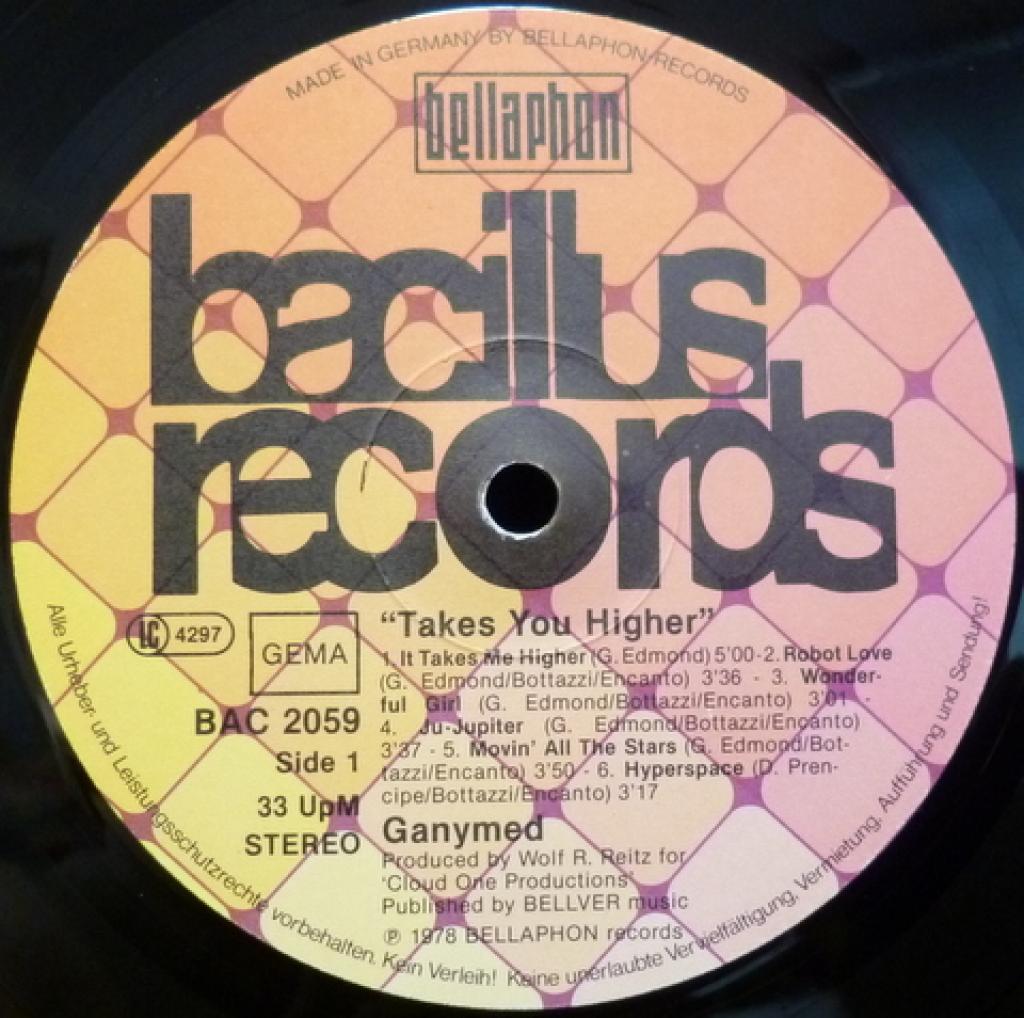 MADE IN GERMANY BY BELLAPHON RECORDS
bellaphon
bacillus
records
LC 4297
GEMA
BAC 2059
Side 1
33 UpM
STEREO
“Takes You Higher”
1. It Takes Me Higher (G. Edmond) 5'00 - 2. Robot Love
(G. Edmond/Bottazzi/Encanto) 3'36 - 3. Wonder-
ful Girl (G. Edmond/Bottazzi/Encanto) 3'01 -
4. Ju-Jupiter (G. Edmond/Bottazzi/Encanto)
3'37 - 5. Movin' All The Stars (G. Edmond/Bot-
tazzi/Encanto) 3'50 - 6. Hyperspace (D. Pren-
cipe/Bottazzi/Encanto) 3'17
Ganymed
Produced by Wolf R. Reitz for
'Cloud One Productions'
Published by BELLVER music
℗ 1978 BELLAPHON records
Alle Urheber- und Leistungsschutzrechte vorbehalten. Kein Verleih! Keine unerlaubte Vervielfältigung, Vermietung, Aufführung und Sendung!